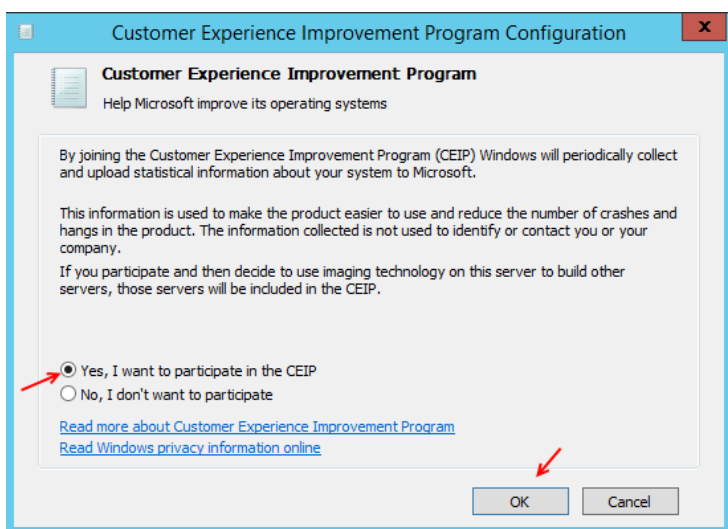 Customer Experience Improvement Program Configuration
x
Customer Experience Improvement Program
Help Microsoft improve its operating systems
By joining the Customer Experience Improvement Program (CEIP) Windows will periodically collect
and upload statistical information about your system to Microsoft.
This information is used to make the product easier to use and reduce the number of crashes and
hangs in the product. The information collected is not used to identify or contact you or your
company.
If you participate and then decide to use imaging technology on this server to build other
servers, those servers will be included in the CEIP.
Yes, I want to participate in the CEIP
No, I don't want to participate
Read more about Customer Experience Improvement Program
Read Windows privacy information online
OK Cancel